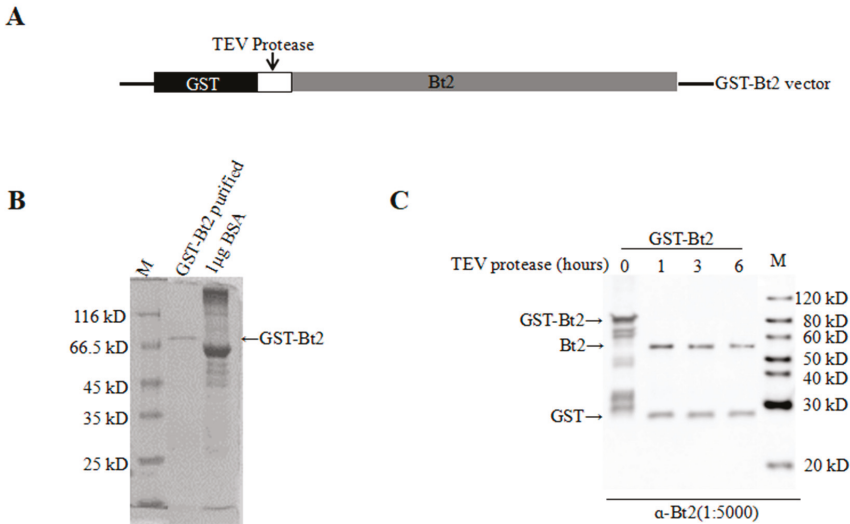 A
TEV Protease
GST
Bt2
GST-Bt2 vector
B
M
GST-Bt2 purified
1μg BSA
116 kD
66.5 kD
45 kD
35 kD
25 kD
←GST-Bt2
C
GST-Bt2
TEV protease (hours) 0 1 3 6 M
GST-Bt2→
Bt2→
GST→
120 kD
80 kD
60 kD
50 kD
40 kD
30 kD
20 kD
α-Bt2(1:5000)